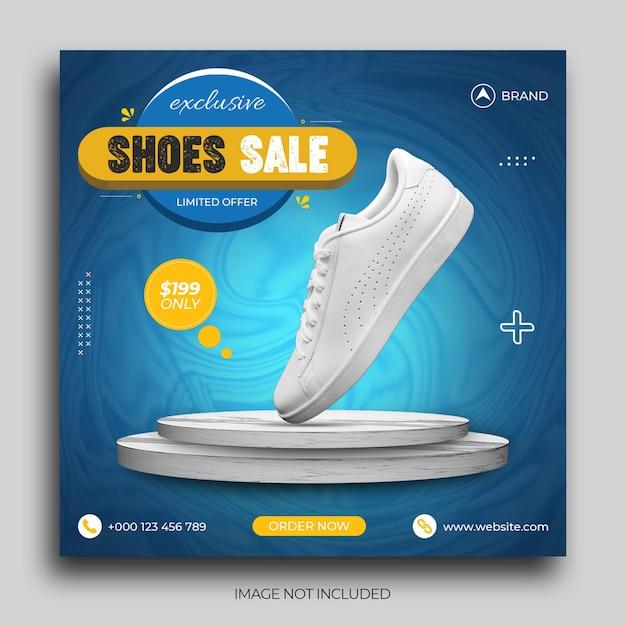 exclusive
SHOES SALE
LIMITED OFFER
BRAND
$199
ONLY
+000 123 456 789
ORDER NOW
www.website.com
IMAGE NOT INCLUDED